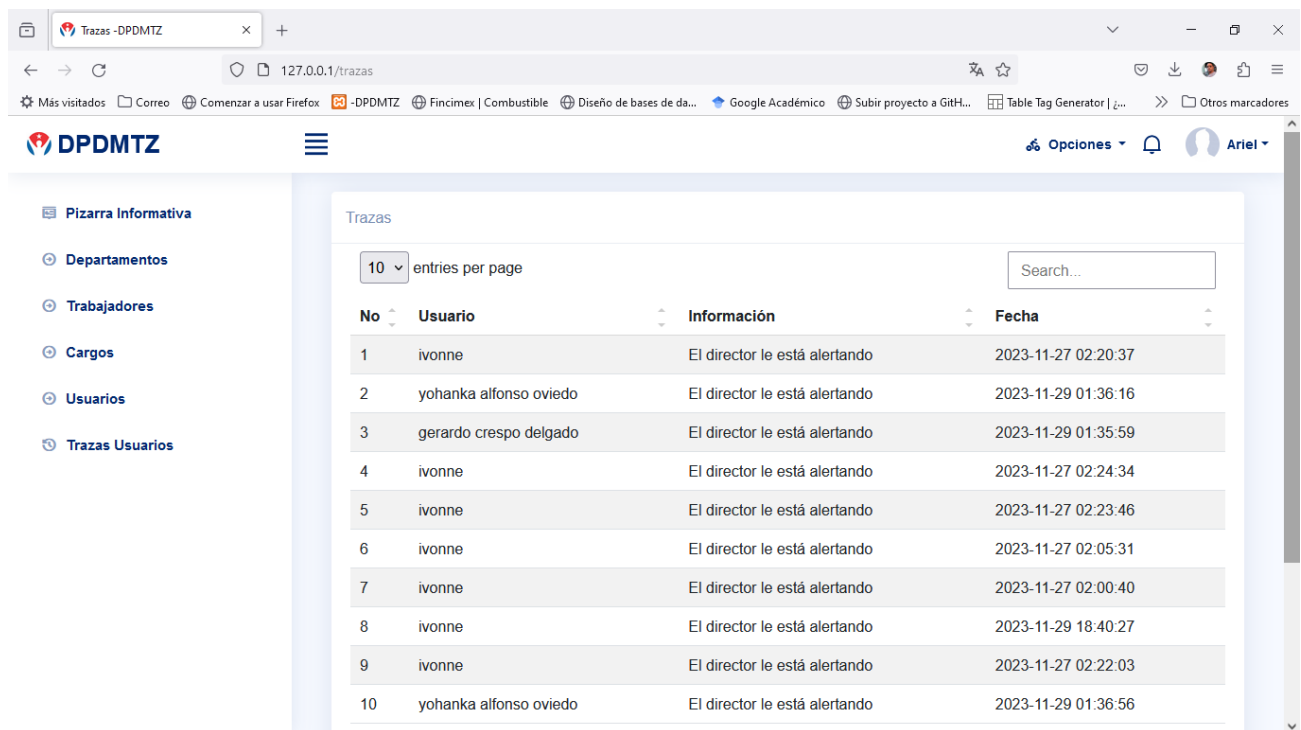 Trazas -DPDMTZ
127.0.0.1/trazas
Más visitados Correo Comenzar a usar Firefox -DPDMTZ Fincimex | Combustible Diseño de bases de da... Google Académico Subir proyecto a GitH... Table Tag Generator | ¿... Otros marcadores
DPDMTZ Opciones Ariel
Pizarra Informativa
Departamentos
Trabajadores
Cargos
Usuarios
Trazas Usuarios
Trazas
10 entries per page Search...
No Usuario Información Fecha
1 ivonne El director le está alertando 2023-11-27 02:20:37
2 yohanka alfonso oviedo El director le está alertando 2023-11-29 01:36:16
3 gerardo crespo delgado El director le está alertando 2023-11-29 01:35:59
4 ivonne El director le está alertando 2023-11-27 02:24:34
5 ivonne El director le está alertando 2023-11-27 02:23:46
6 ivonne El director le está alertando 2023-11-27 02:05:31
7 ivonne El director le está alertando 2023-11-27 02:00:40
8 ivonne El director le está alertando 2023-11-29 18:40:27
9 ivonne El director le está alertando 2023-11-27 02:22:03
10 yohanka alfonso oviedo El director le está alertando 2023-11-29 01:36:56